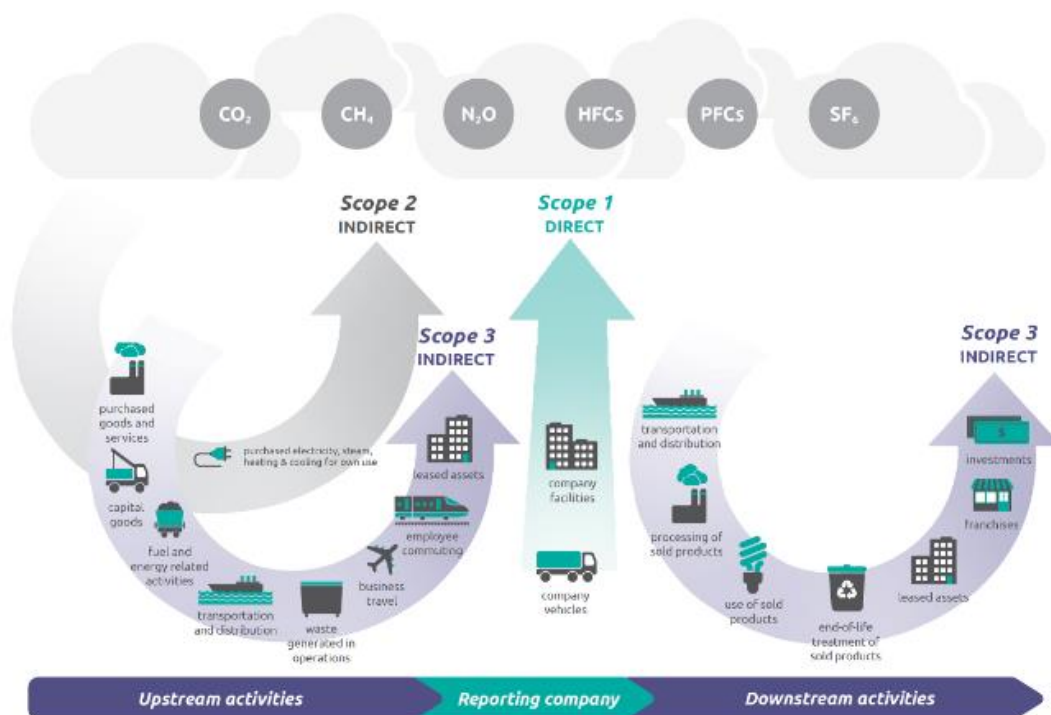 CO₂
CH₄
N₂O
HFCs
PFCs
SF₆
Scope 2
INDIRECT
Scope 1
DIRECT
Scope 3
INDIRECT
Scope 3
INDIRECT
purchased
goods and
services
capital
goods
fuel and
energy related
activities
transportation
and distribution
waste
generated in
operations
business
travel
employee
commuting
leased assets
purchased electricity, steam,
heating & cooling for own use
company
facilities
company
vehicles
transportation
and distribution
processing of
sold products
use of sold
products
end-of-life
treatment of
sold products
leased assets
franchises
investments
$
Upstream activities
Reporting company
Downstream activities